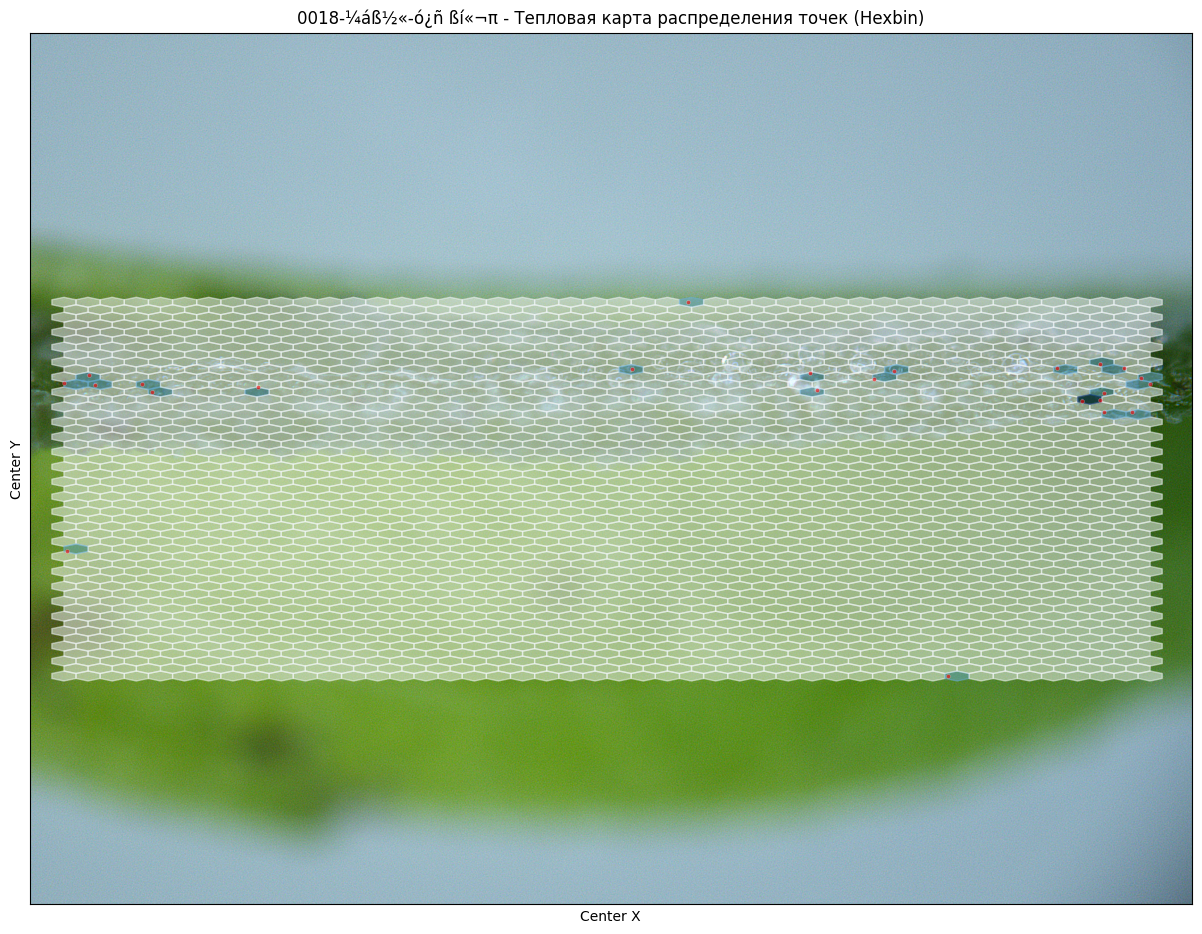 0018-¼áß½«-ó¿ñ ßí«¬π - Тепловая карта распределения точек (Hexbin)
Center Y
Center X